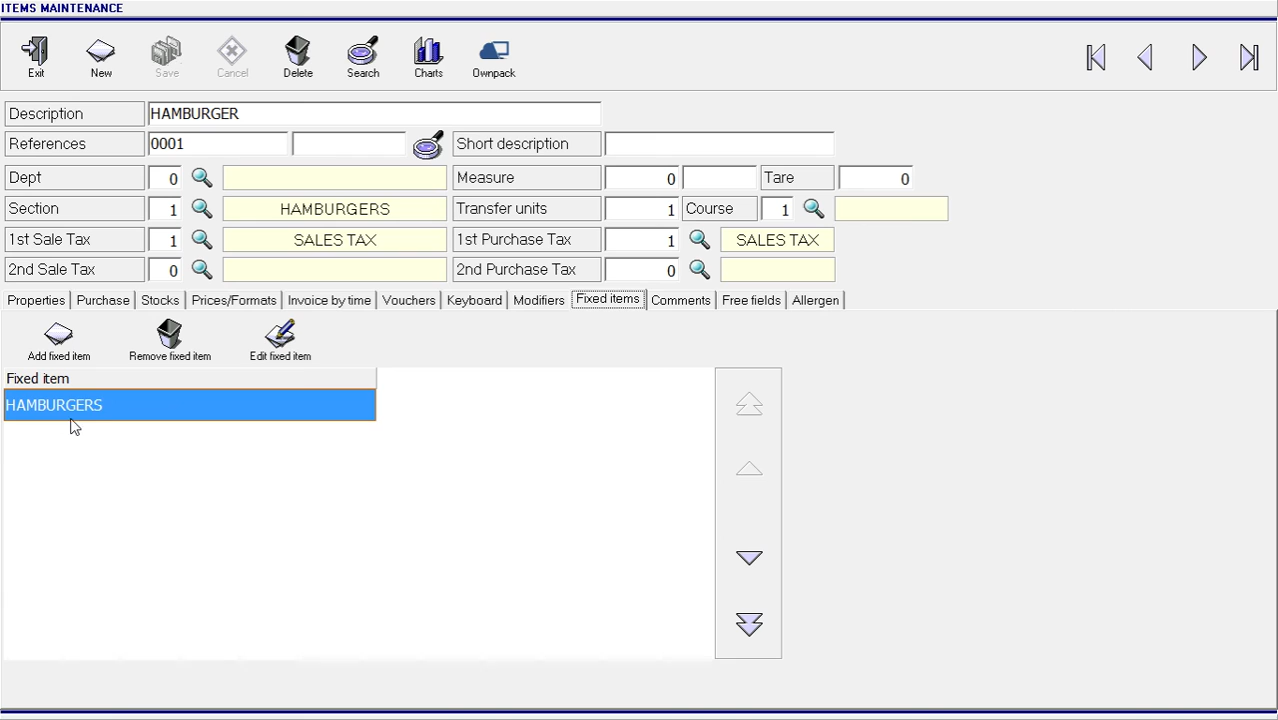 ITEMS MAINTENANCE
Exit New Save Cancel Delete Search Charts Ownpack
Description HAMBURGER
References 0001 Short description
Dept 0 Measure 0 Tare 0
Section 1 HAMBURGERS Transfer units 1 Course 1
1st Sale Tax 1 SALES TAX 1st Purchase Tax 1 SALES TAX
2nd Sale Tax 0 2nd Purchase Tax 0
Properties Purchase Stocks Prices/Formats Invoice by time Vouchers Keyboard Modifiers Fixed items Comments Free fields Allergen
Add fixed item Remove fixed item Edit fixed item
Fixed item
HAMBURGERS